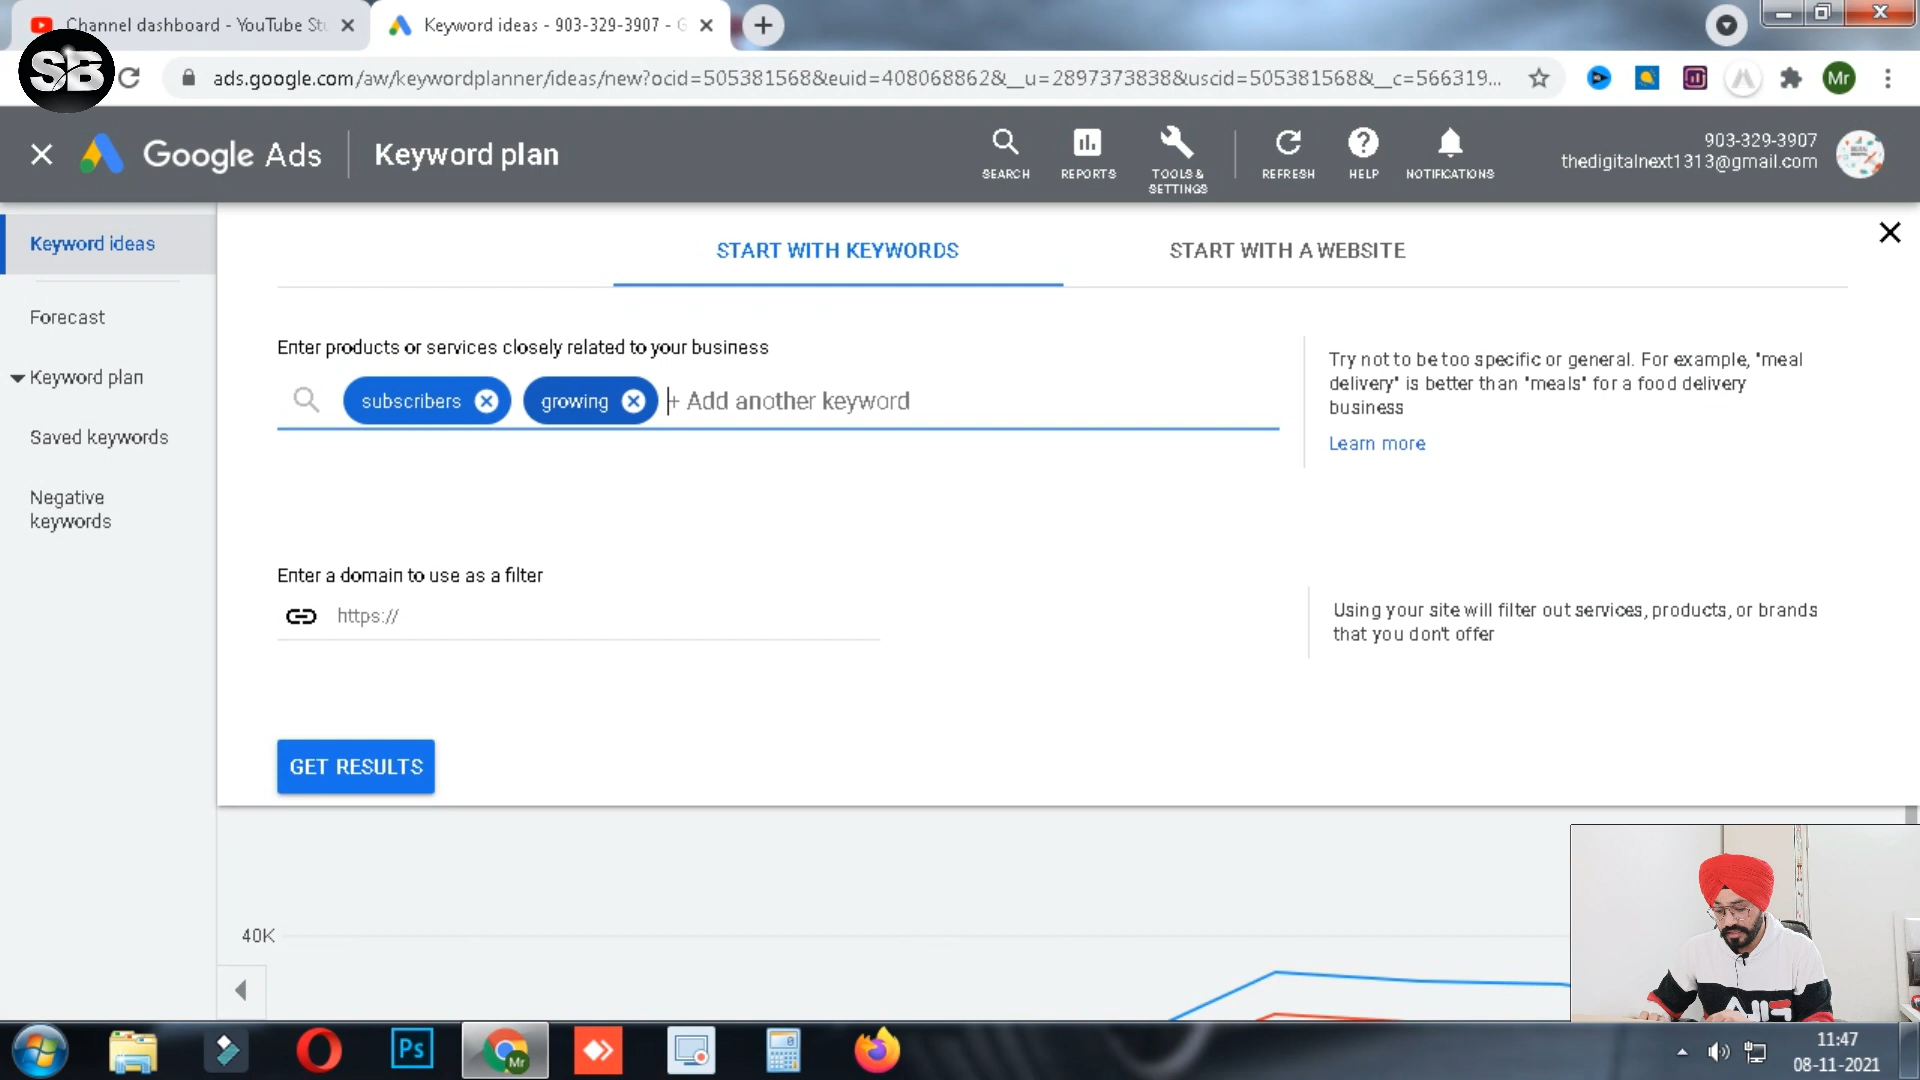 Channel dashboard - YouTube Stu
Keyword ideas - 903-329-3907 - G
SB
ads.google.com/aw/keywordplanner/ideas/new?ocid=505381568&euid=408068862&__u=2897373838&uscid=505381568&__c=566319...
Mr
Google Ads
Keyword plan
SEARCH
REPORTS
TOOLS &
SETTINGS
REFRESH
HELP
NOTIFICATIONS
903-329-3907
thedigitalnext1313@gmail.com
Keyword ideas
Forecast
Keyword plan
Saved keywords
Negative
keywords
START WITH KEYWORDS
START WITH A WEBSITE
Enter products or services closely related to your business
subscribers
growing
+ Add another keyword
Try not to be too specific or general. For example, "meal
delivery" is better than "meals" for a food delivery
business
Learn more
Enter a domain to use as a filter
https://
Using your site will filter out services, products, or brands
that you don't offer
GET RESULTS
40K
Ps
Mr
11:47
08-11-2021